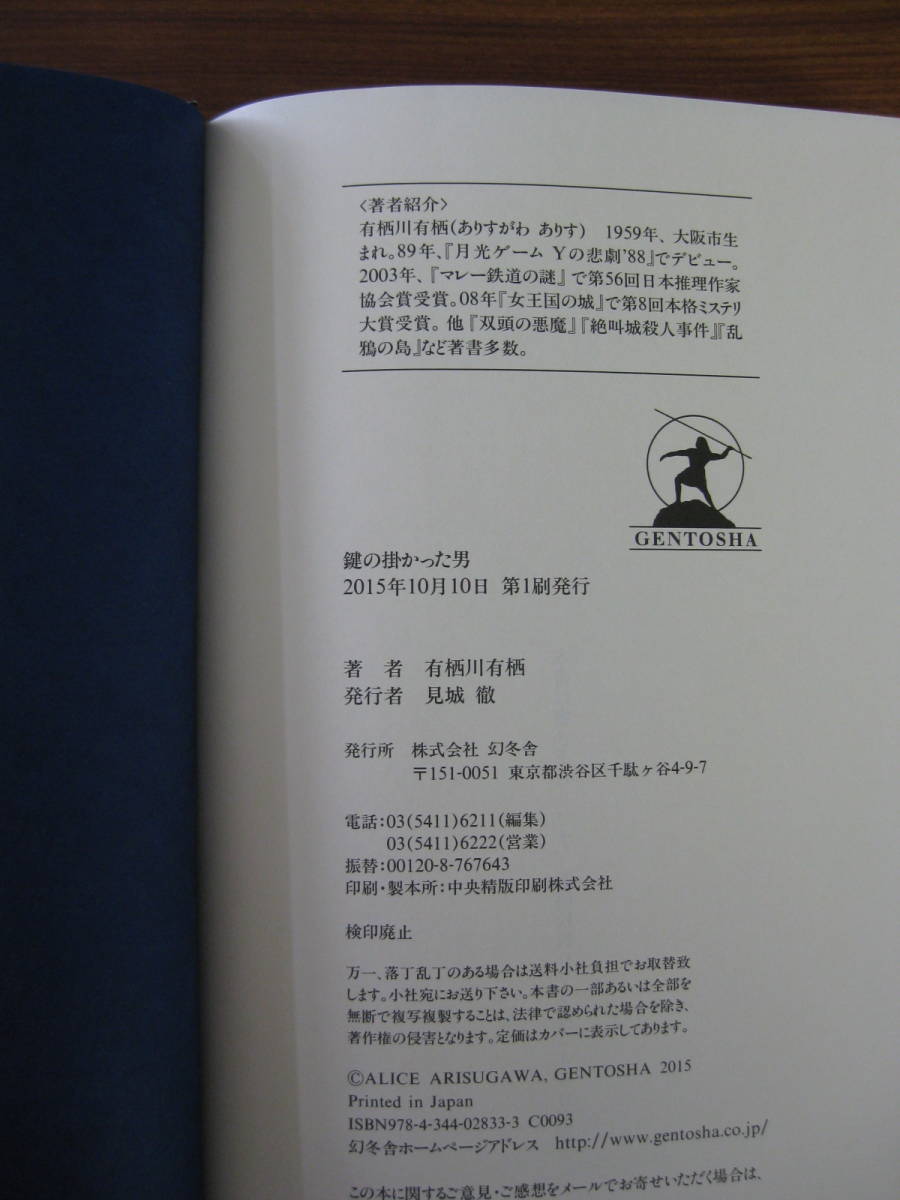 〈著者紹介〉
有栖川有栖(ありすがわ ありす) 1959年、大阪市生
まれ。89年、『月光ゲーム Yの悲劇'88』でデビュー。
2003年、『マレー鉄道の謎』で第56回日本推理作家
協会賞受賞。08年『女王国の城』で第8回本格ミステリ
大賞受賞。他『双頭の悪魔』『絶叫城殺人事件』『乱
鴉の島』など著書多数。
GENTOSHA
鍵の掛かった男
2015年10月10日 第1刷発行
著 者 有栖川有栖
発行者 見城 徹
発行所 株式会社 幻冬舎
〒151-0051 東京都渋谷区千駄ヶ谷4-9-7
電話:03(5411)6211(編集)
03(5411)6222(営業)
振替:00120-8-767643
印刷・製本所:中央精版印刷株式会社
検印廃止
万一、落丁乱丁のある場合は送料小社負担でお取替致
します。小社宛にお送り下さい。本書の一部あるいは全部を
無断で複写複製することは、法律で認められた場合を除き、
著作権の侵害となります。定価はカバーに表示してあります。
©ALICE ARISUGAWA, GENTOSHA 2015
Printed in Japan
ISBN978-4-344-02833-3 C0093
幻冬舎ホームページアドレス http://www.gentosha.co.jp/
この本に関するご意見・ご感想をメールでお寄せいただく場合は、